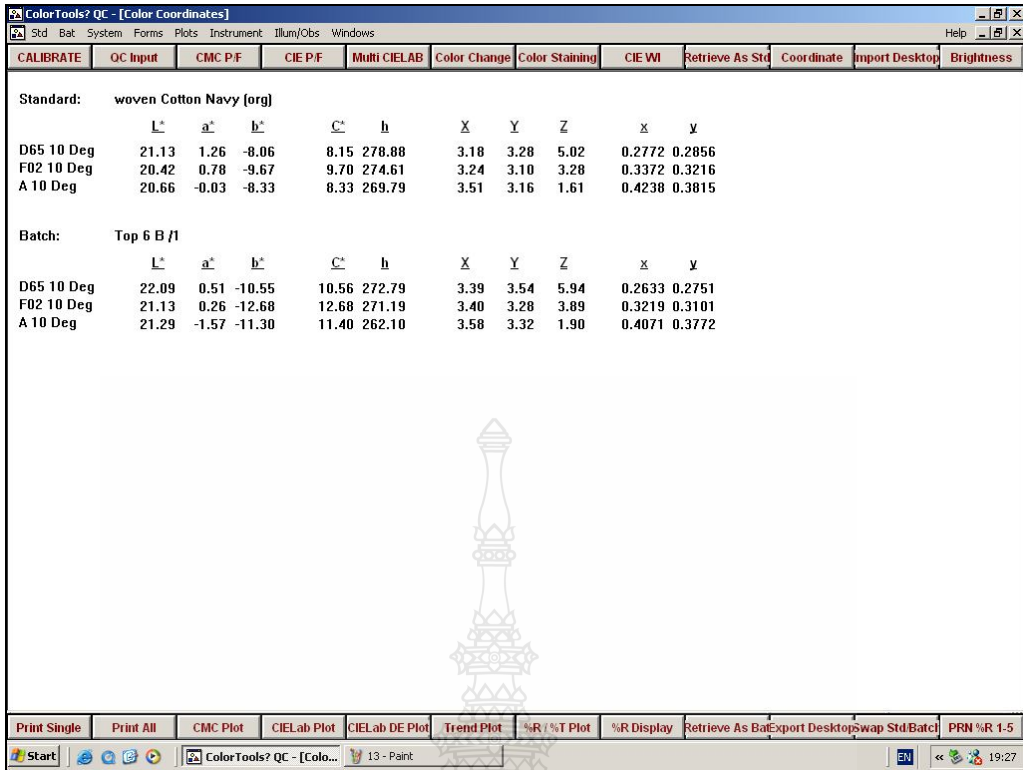 ColorTools? QC - [Color Coordinates]
Std Bat System Forms Plots Instrument Illum/Obs Windows Help
CALIBRATE QC Input CMC P/F CIE P/F Multi CIELAB Color Change Color Staining CIE WI Retrieve As Std Coordinate Import Desktop Brightness
Standard: woven Cotton Navy (org)
L* a* b* C* h X Y Z x y
D65 10 Deg 21.13 1.26 -8.06 8.15 278.88 3.18 3.28 5.02 0.2772 0.2856
F02 10 Deg 20.42 0.78 -9.67 9.70 274.61 3.24 3.10 3.28 0.3372 0.3216
A 10 Deg 20.66 -0.03 -8.33 8.33 269.79 3.51 3.16 1.61 0.4238 0.3815
Batch: Top 6 B /1
L* a* b* C* h X Y Z x y
D65 10 Deg 22.09 0.51 -10.55 10.56 272.79 3.39 3.54 5.94 0.2633 0.2751
F02 10 Deg 21.13 0.26 -12.68 12.68 271.19 3.40 3.28 3.89 0.3219 0.3101
A 10 Deg 21.29 -1.57 -11.30 11.40 262.10 3.58 3.32 1.90 0.4071 0.3772
Print Single Print All CMC Plot CIELab Plot CIELab DE Plot Trend Plot %R / %T Plot %R Display Retrieve As Bat Export Desktop Swap Std/Batch PRN %R 1-5
Start ColorTools? QC - [Colo... 13 - Paint EN « 19:27